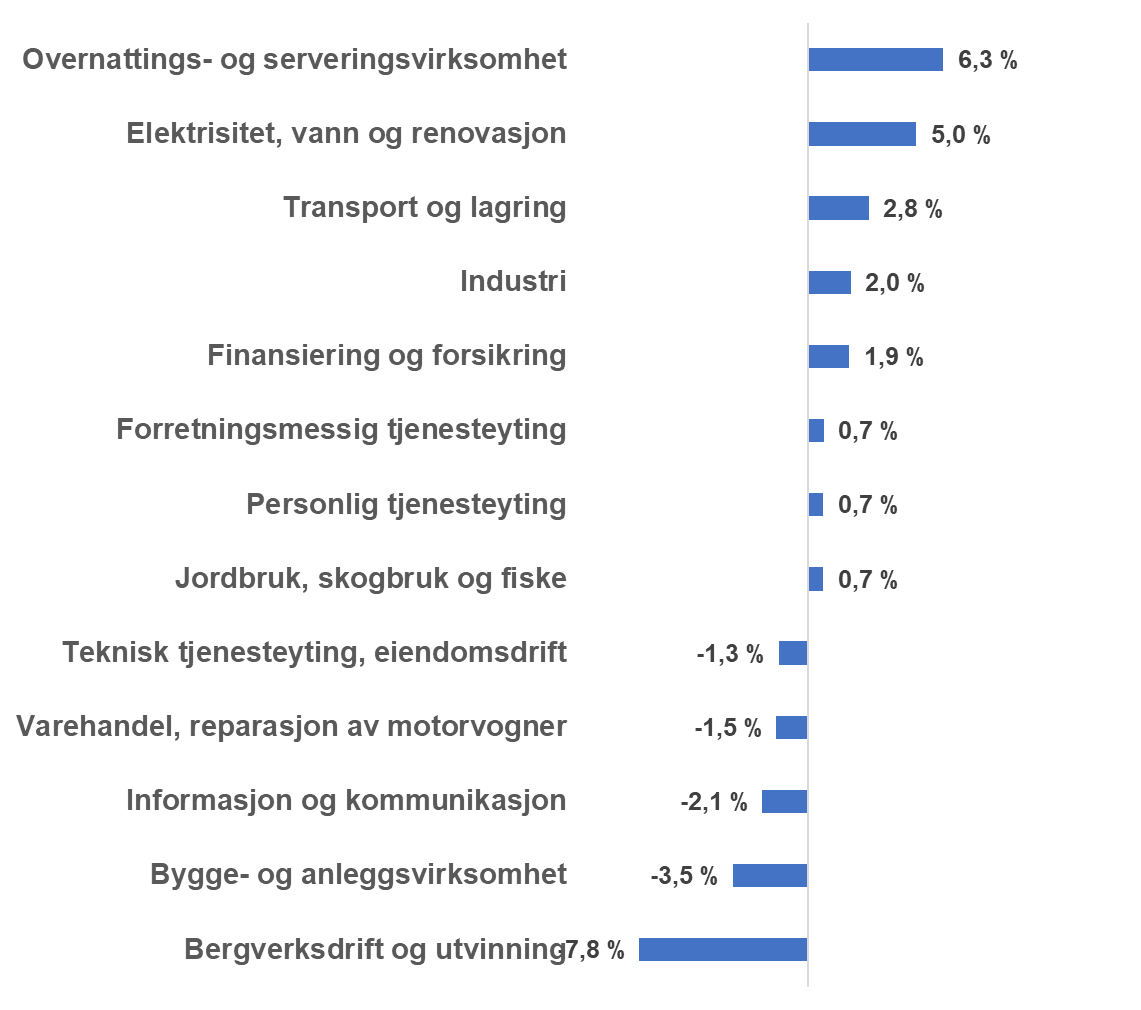 Overnattings- og serveringsvirksomhet 6,3 %
Elektrisitet, vann og renovasjon 5,0 %
Transport og lagring 2,8 %
Industri 2,0 %
Finansiering og forsikring 1,9 %
Forretningsmessig tjenesteyting 0,7 %
Personlig tjenesteyting 0,7 %
Jordbruk, skogbruk og fiske 0,7 %
Teknisk tjenesteyting, eiendomsdrift -1,3 %
Varehandel, reparasjon av motorvogner -1,5 %
Informasjon og kommunikasjon -2,1 %
Bygge- og anleggsvirksomhet -3,5 %
Bergverksdrift og utvinning -7,8 %